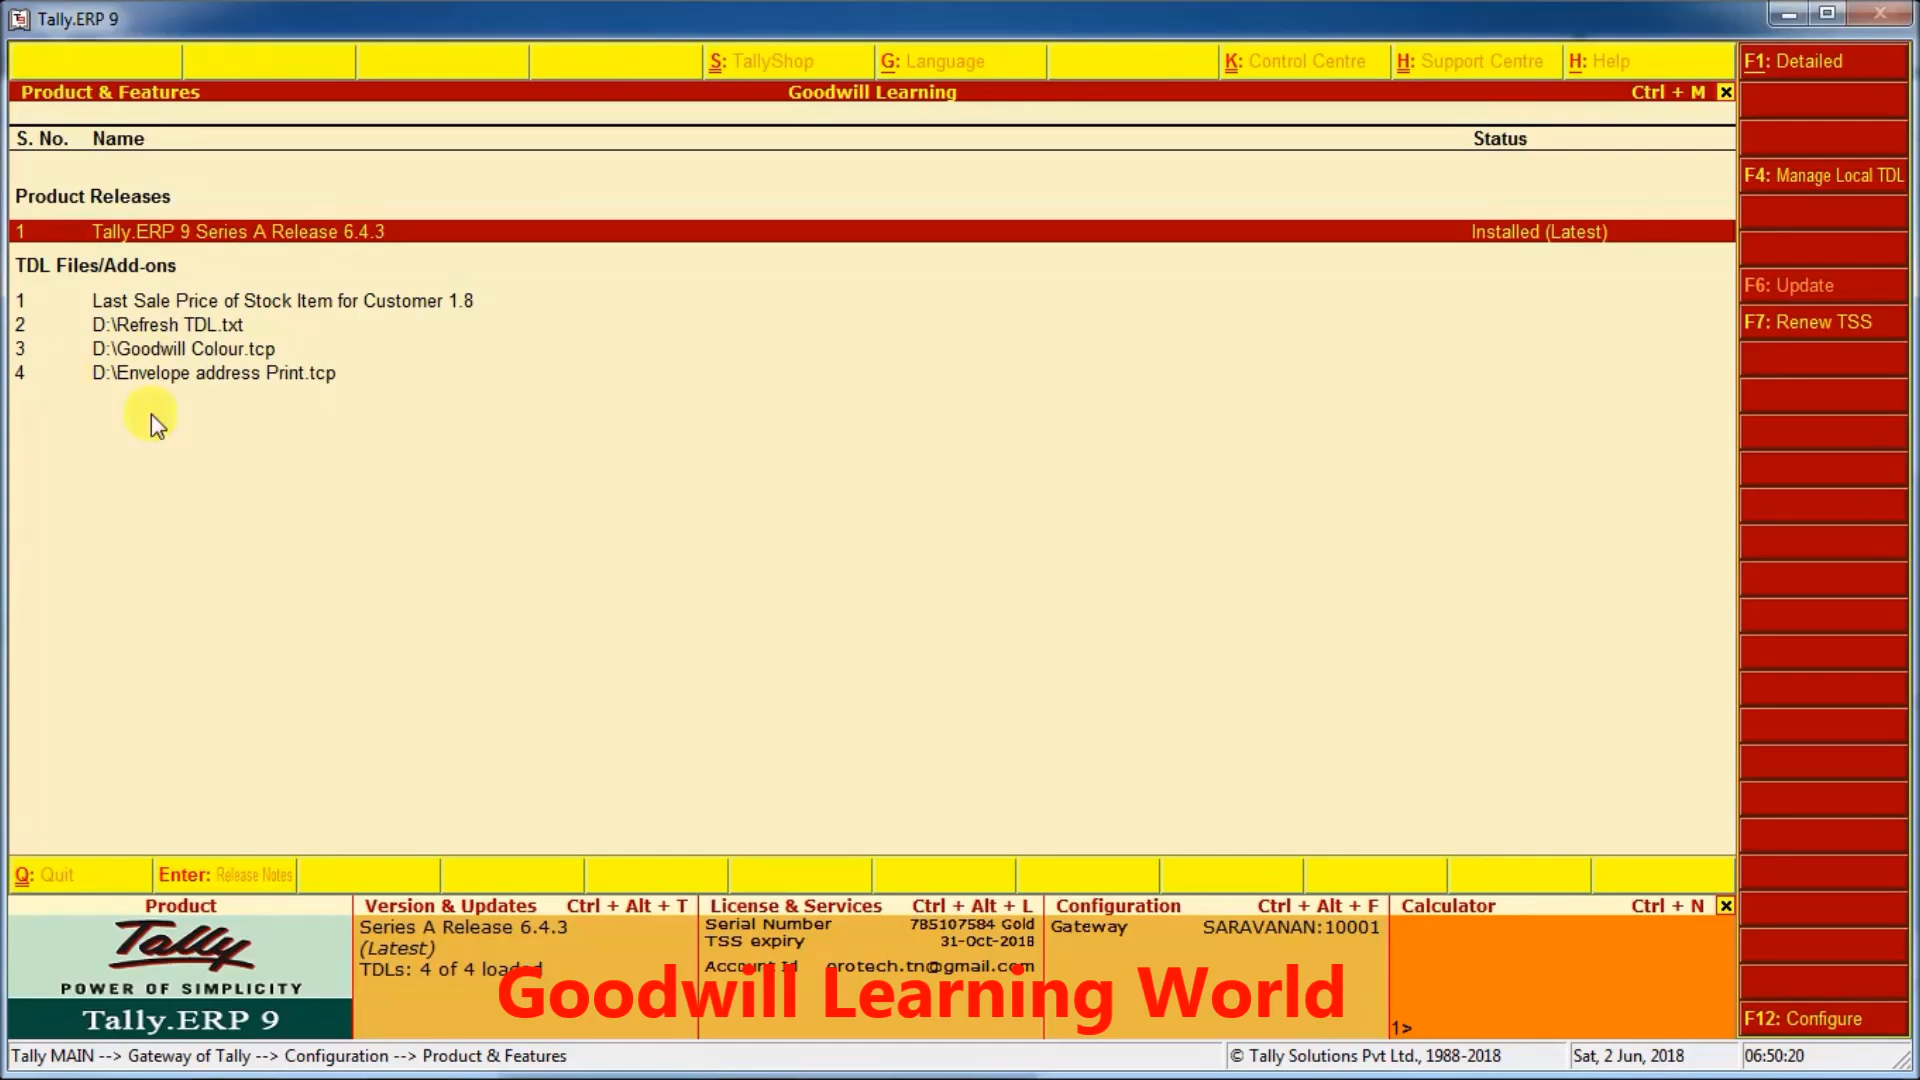 Tally.ERP 9
S: TallyShop
G: Language
K: Control Centre
H: Support Centre
H: Help
F1: Detailed
Product & Features
Goodwill Learning
Ctrl + M
S. No. Name Status
F4: Manage Local TDL
Product Releases
1 Tally.ERP 9 Series A Release 6.4.3 Installed (Latest)
TDL Files/Add-ons
1 Last Sale Price of Stock Item for Customer 1.8
2 D:\Refresh TDL.txt
3 D:\Goodwill Colour.tcp
4 D:\Envelope address Print.tcp
F6: Update
F7: Renew TSS
Q: Quit
Enter: Release Notes
Product
Tally
POWER OF SIMPLICITY
Tally.ERP 9
Version & Updates Ctrl + Alt + T
Series A Release 6.4.3
(Latest)
TDLs: 4 of 4 loaded
License & Services Ctrl + Alt + L
Serial Number 785107584 Gold
TSS expiry 31-Oct-2018
Account Id erotech.tn@gmail.com
Configuration Ctrl + Alt + F
Gateway SARAVANAN:10001
Calculator Ctrl + N
1>
F12: Configure
Goodwill Learning World
Tally MAIN --> Gateway of Tally --> Configuration --> Product & Features
© Tally Solutions Pvt Ltd., 1988-2018
Sat, 2 Jun, 2018
06:50:20